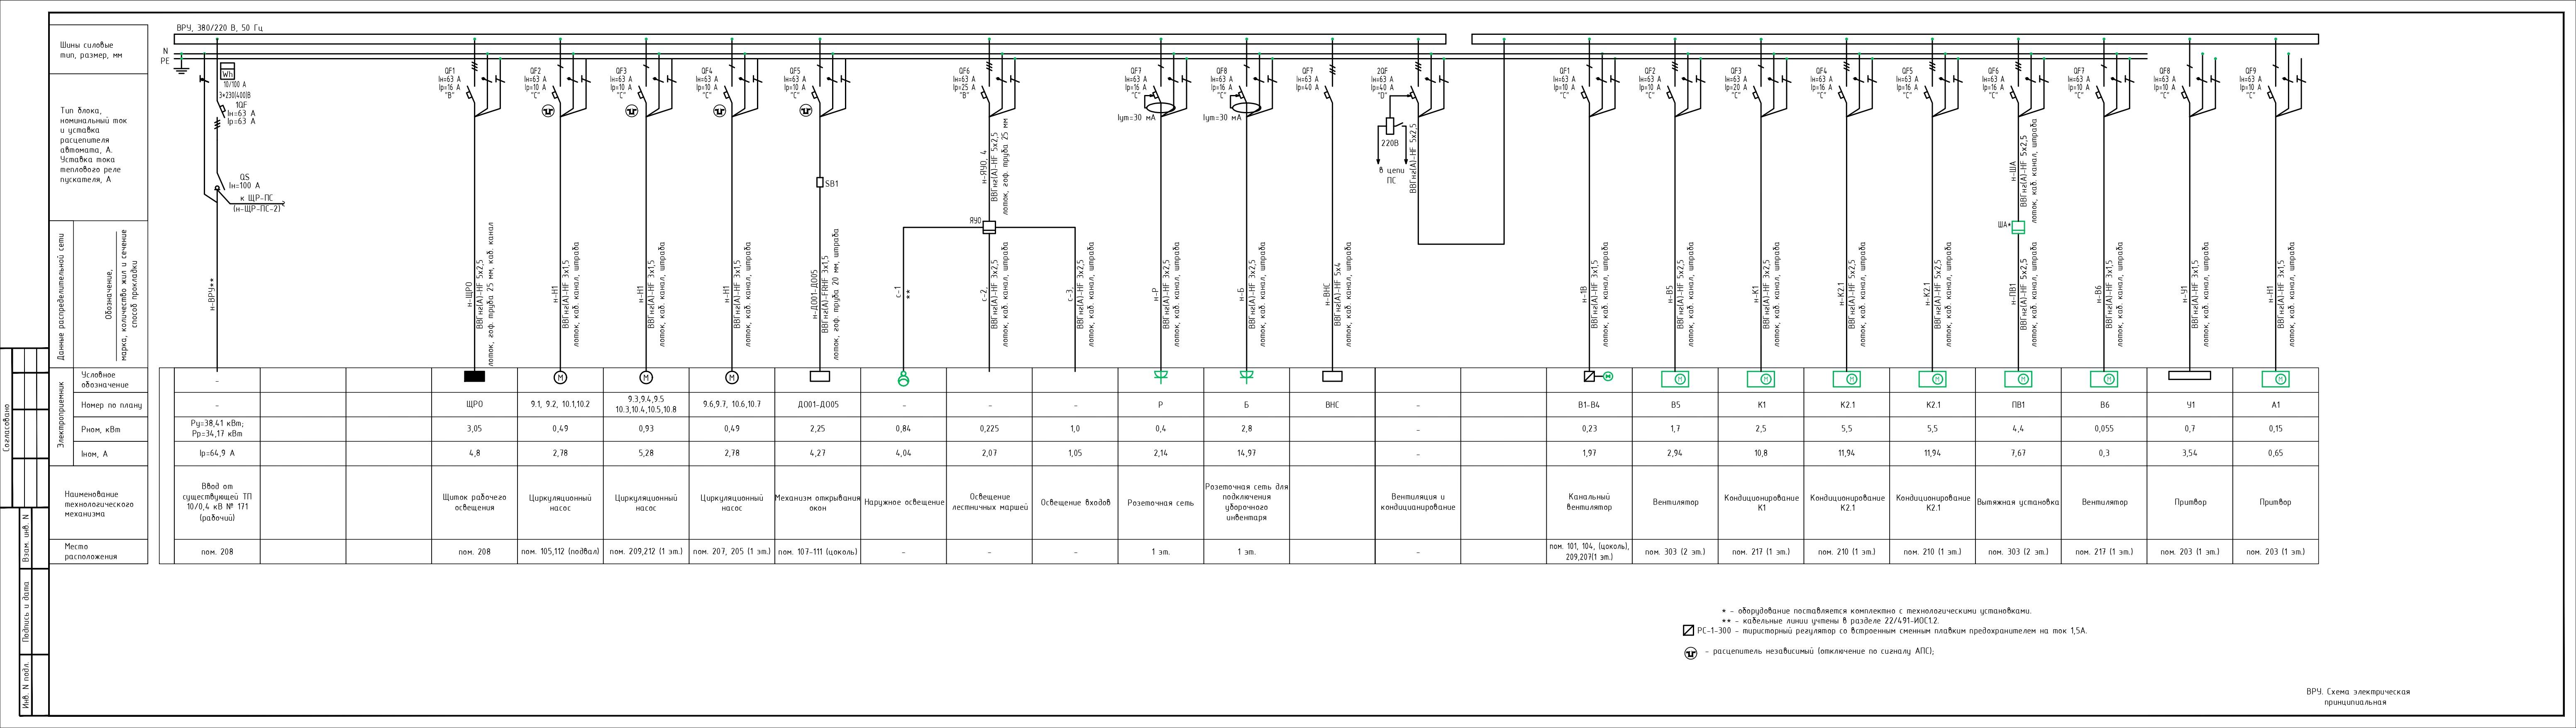 ВРУ, 380/220 В, 50 Гц
N
PE
Шины силовые
тип, размер, мм
Тип блока,
номинальный ток
и уставка
расцепителя
автомата, А.
Уставка тока
теплового реле
пускателя, А
Данные распределительной сети
Обозначение,
марка, количество жил и сечение
способ прокладки
Электроприемник
Условное
обозначение
Номер по плану
Рном, кВт
Iном, А
Наименование
технологического
механизма
Место
расположения
Согласовано
Взам. инв. N
Подпись и дата
Инв. N подл.
Wh
10/100 А
3×230(400)В
1QF
Iн=63 А
Iр=63 А
QS
Iн=100 А
к ЩР-ПС
(н-ЩР-ПС-2)
н-ВРУ**
QF1
Iн=63 А
Iр=16 А
"B"
н-ЩРО
ВВГнг(А)-HF 5х2,5
лоток, гоф. труба 25 мм, каб. канал
QF2
Iн=63 А
Iр=10 А
"C"
н-Н1
ВВГнг(А)-HF 3х1,5
лоток, каб. канал, штраба
QF3
Iн=63 А
Iр=10 А
"C"
н-Н1
ВВГнг(А)-HF 3х1,5
лоток, каб. канал, штраба
QF4
Iн=63 А
Iр=10 А
"C"
н-Н1
ВВГнг(А)-HF 3х1,5
лоток, каб. канал, штраба
QF5
Iн=63 А
Iр=10 А
"C"
SB1
н-Д001-Д005
ВВГнг(А)-FRHF 3х1,5
лоток, гоф. труба 20 мм, штраба
QF6
Iн=63 А
Iр=25 А
"B"
н-ЯУО, 4
ВВГнг(А)-HF 5х2,5
лоток, гоф. труба 25 мм
ЯУО
с-1
**
с-2,
ВВГнг(А)-HF 3х2,5
лоток, каб. канал, штраба
с-3,
ВВГнг(А)-HF 3х2,5
лоток, каб. канал, штраба
QF7
Iн=63 А
Iр=16 А
"C"
Iут=30 мА
н-Р
ВВГнг(А)-HF 3х2,5
лоток, каб. канал, штраба
QF8
Iн=63 А
Iр=16 А
"C"
Iут=30 мА
н-Б
ВВГнг(А)-HF 3х2,5
лоток, каб. канал, штраба
QF7
Iн=63 А
Iр=40 А
н-ВНС
ВВГнг(А)-HF 5х4
лоток, каб. канал, штраба
2QF
Iн=63 А
Iр=40 А
"D"
220В
в цепи
ПС
ВВГнг(А)-HF 5х2,5
QF1
Iн=63 А
Iр=10 А
"C"
н-1В
ВВГнг(А)-HF 3х1,5
лоток, каб. канал, штраба
QF2
Iн=63 А
Iр=10 А
"C"
н-В5
ВВГнг(А)-HF 5х2,5
лоток, каб. канал, штраба
QF3
Iн=63 А
Iр=20 А
"C"
н-К1
ВВГнг(А)-HF 3х2,5
лоток, каб. канал, штраба
QF4
Iн=63 А
Iр=16 А
"C"
н-К2.1
ВВГнг(А)-HF 5х2,5
лоток, каб. канал, штраба
QF5
Iн=63 А
Iр=16 А
"C"
н-К2.1
ВВГнг(А)-HF 5х2,5
лоток, каб. канал, штраба
QF6
Iн=63 А
Iр=16 А
"C"
н-ША
ВВГнг(А)-HF 5х2,5
лоток, каб. канал, штраба
ША*
н-ПВ1
ВВГнг(А)-HF 5х2,5
лоток, каб. канал, штраба
QF7
Iн=63 А
Iр=10 А
"C"
н-В6
ВВГнг(А)-HF 3х1,5
лоток, каб. канал, штраба
QF8
Iн=63 А
Iр=10 А
"C"
н-У1
ВВГнг(А)-HF 3х1,5
лоток, каб. канал, штраба
QF9
Iн=63 А
Iр=10 А
"C"
н-Н1
ВВГнг(А)-HF 3х1,5
лоток, каб. канал, штраба
– М М М М М М М М М М
– ЩРО 9.1, 9.2, 10.1,10.2 9.3,9.4,9.5 10.3,10.4,10.5,10.8 9.6,9.7, 10.6,10.7 Д001-Д005 – – – Р Б ВНС – В1-В4 В5 К1 К2.1 К2.1 ПВ1 В6 У1 А1
Ру=38,41 кВт;
Рр=34,17 кВт
3,05 0,49 0,93 0,49 2,25 0,84 0,225 1,0 0,4 2,8 – 0,23 1,7 2,5 5,5 5,5 4,4 0,055 0,7 0,15
Iр=64,9 А 4,8 2,78 5,28 2,78 4,27 4,04 2,07 1,05 2,14 14,97 – 1,97 2,94 10,8 11,94 11,94 7,67 0,3 3,54 0,65
Ввод от
существующей ТП
10/0,4 кВ № 171
(рабочий)
Щиток рабочего
освещения
Циркуляционный
насос
Циркуляционный
насос
Циркуляционный
насос
Механизм открывания
окон
Наружное освещение
Освещение
лестничных маршей
Освещение входов
Розеточная сеть
Розеточная сеть для
подключения
уборочного
инвентаря
Вентиляция и
кондицианирование
Канальный
вентилятор
Вентилятор
Кондиционирование
К1
Кондиционирование
К2.1
Кондиционирование
К2.1
Вытяжная установка
Вентилятор
Притвор
Притвор
пом. 208 пом. 208 пом. 105,112 (подвал) пом. 209,212 (1 эт.) пом. 207, 205 (1 эт.) пом. 107-111 (цоколь) – – – 1 эт. 1 эт. –
пом. 101, 104, (цоколь),
209,207(1эт.)
пом. 303 (2 эт.) пом. 217 (1 эт.) пом. 210 (1 эт.) пом. 210 (1 эт.) пом. 303 (2 эт.) пом. 217 (1 эт.) пом. 203 (1 эт.) пом. 203 (1 эт.)
* – оборудование поставляется комплектно с технологическими установками.
** – кабельные линии учтены в разделе 22/491-ИОС1.2.
РС-1-300 – тиристорный регулятор со встроенным сменным плавким предохранителем на ток 1,5А.
– расцепитель независимый (отключение по сигналу АПС);
ВРУ. Схема электрическая
принципиальная